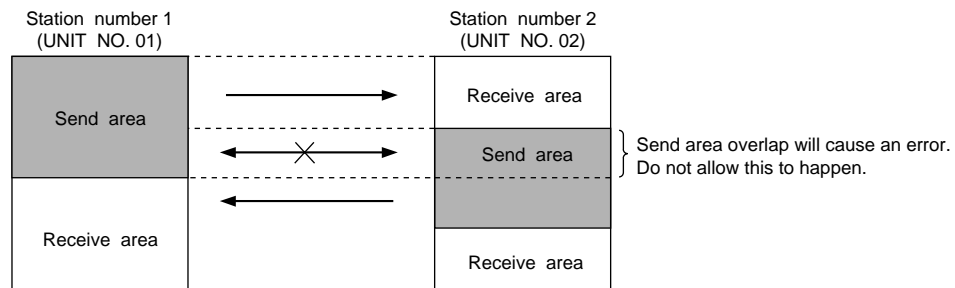 Station number 1
(UNIT NO. 01)
Station number 2
(UNIT NO. 02)
Send area
Receive area
Receive area
Send area
Receive area
Send area overlap will cause an error.
Do not allow this to happen.